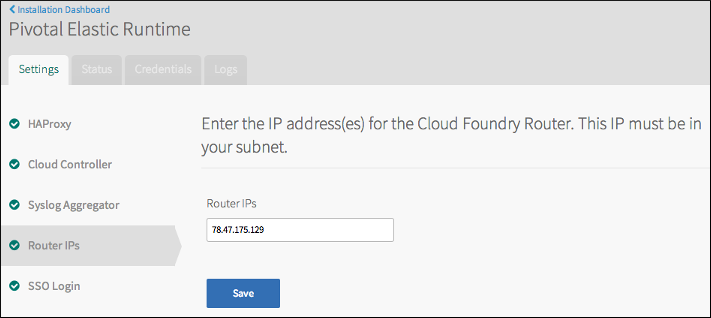 Installation Dashboard
Pivotal Elastic Runtime
Settings Status Credentials Logs
HAProxy
Cloud Controller
Syslog Aggregator
Router IPs
SSO Login
Enter the IP address(es) for the Cloud Foundry Router. This IP must be in
your subnet.
Router IPs
78.47.175.129
Save